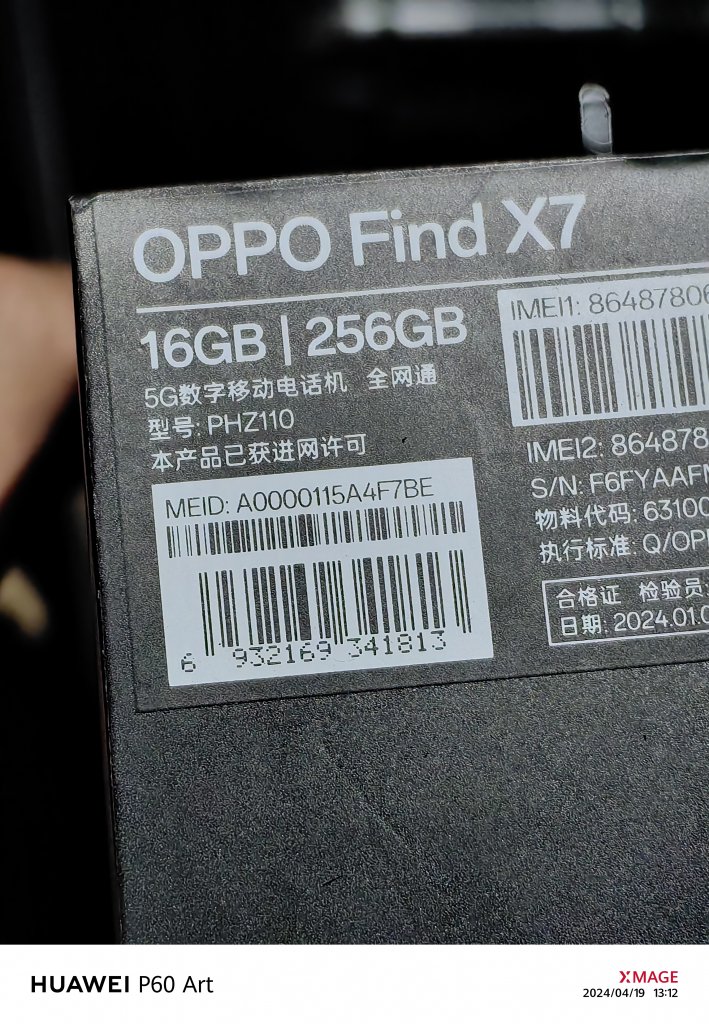 OPPO Find X7
16GB | 256GB
5G数字移动电话机 全网通
型号: PHZ110
本产品已获进网许可
MEID: A0000115A4F7BE
6 932169 341813
IMEI1: 8648780
IMEI2: 864878
S/N: F6FYAAF
物料代码: 63100
执行标准: Q/OP
合格证 检验员:
日期: 2024.01.0
HUAWEI P60 Art
XMAGE
2024/04/19 13:12